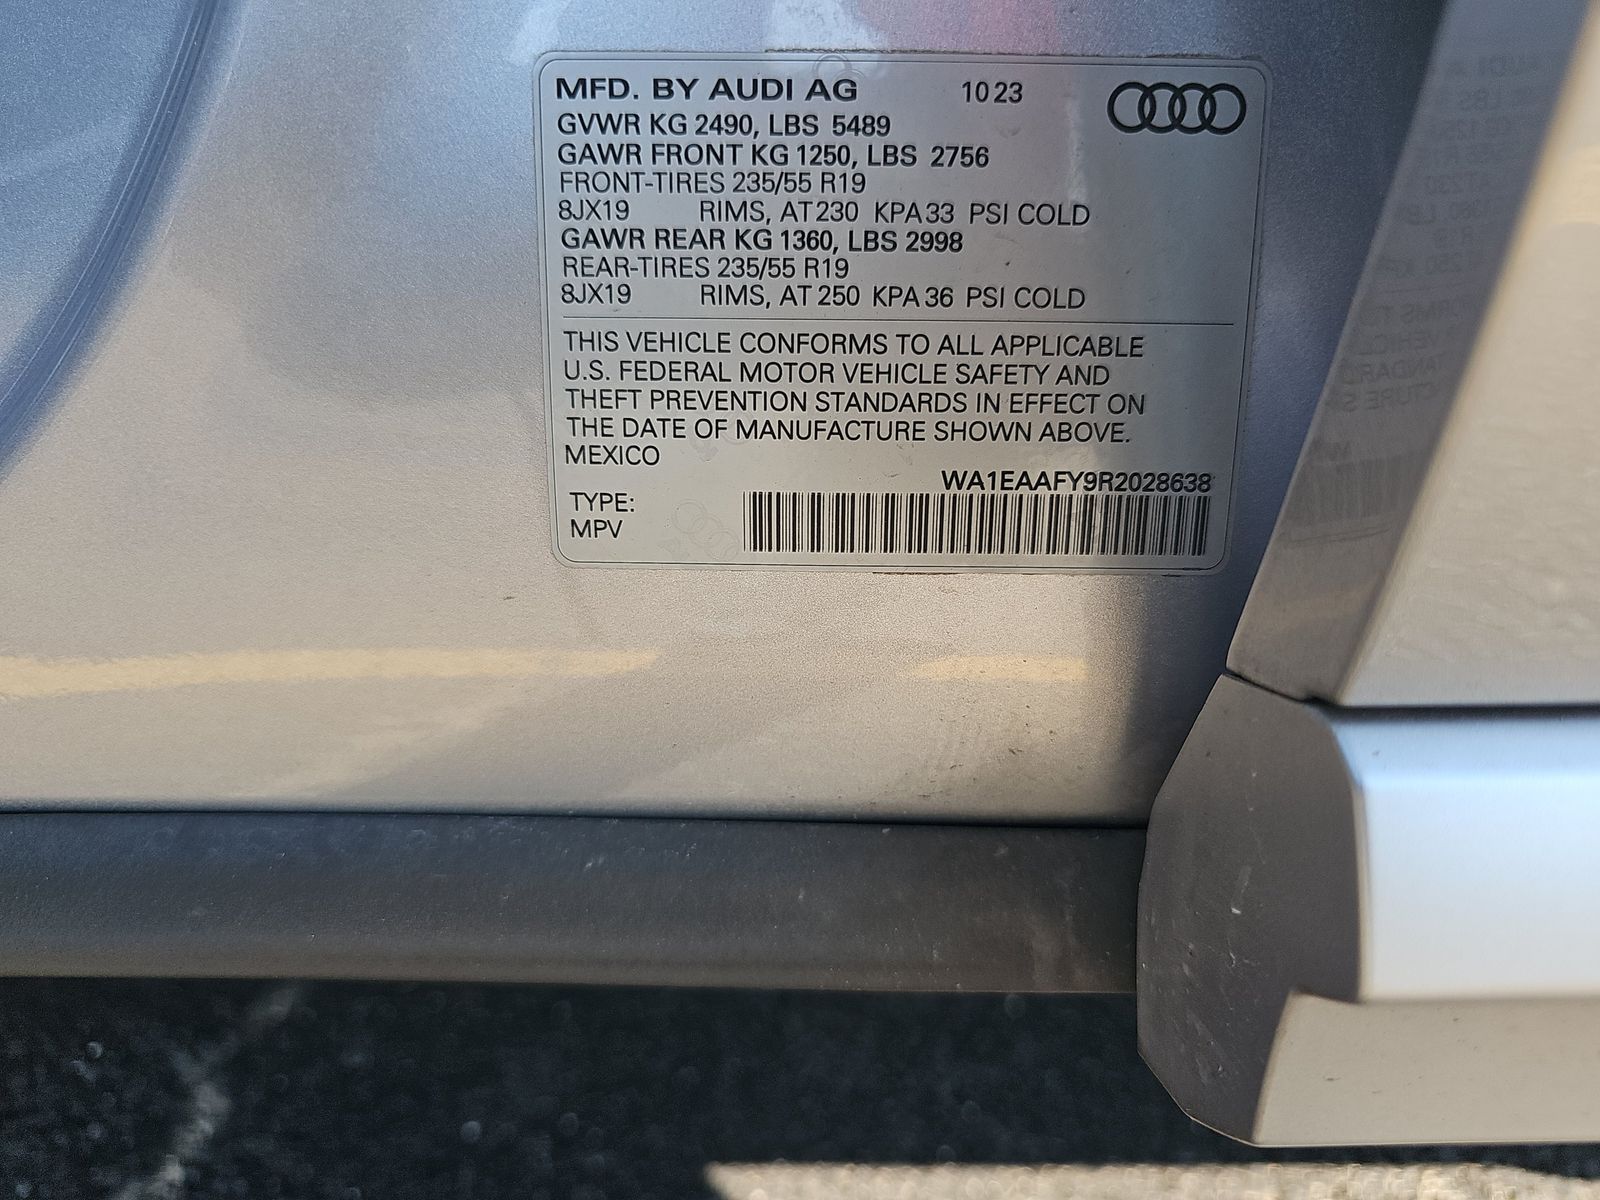 MFD. BY AUDI AG 10 23
GVWR KG 2490, LBS 5489
GAWR FRONT KG 1250, LBS 2756
FRONT-TIRES 235/55 R19
8JX19 RIMS, AT 230 KPA 33 PSI COLD
GAWR REAR KG 1360, LBS 2998
REAR-TIRES 235/55 R19
8JX19 RIMS, AT 250 KPA 36 PSI COLD
THIS VEHICLE CONFORMS TO ALL APPLICABLE
U.S. FEDERAL MOTOR VEHICLE SAFETY AND
THEFT PREVENTION STANDARDS IN EFFECT ON
THE DATE OF MANUFACTURE SHOWN ABOVE.
MEXICO
WA1EAAFY9R2028638
TYPE:
MPV